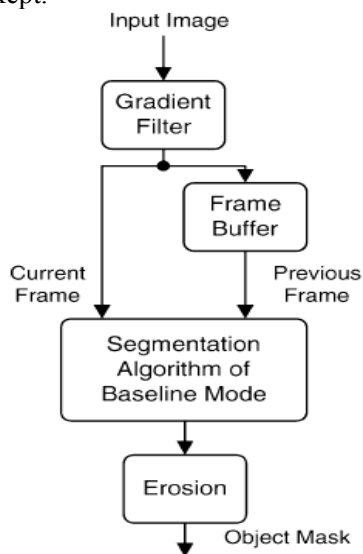 Input Image
Gradient
Filter
Frame
Buffer
Current
Frame
Previous
Frame
Segmentation
Algorithm of
Baseline Mode
Erosion
Object Mask